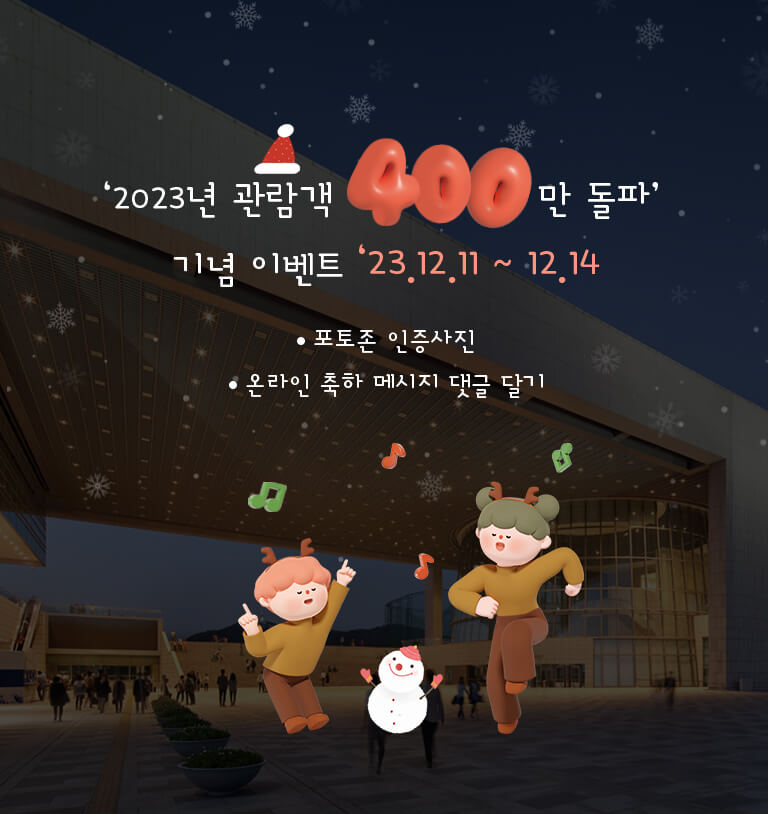 ‘2023년 관람객 400만 돌파’
기념 이벤트 ‘23.12.11 ~ 12.14
• 포토존 인증사진
• 온라인 축하 메시지 댓글 달기